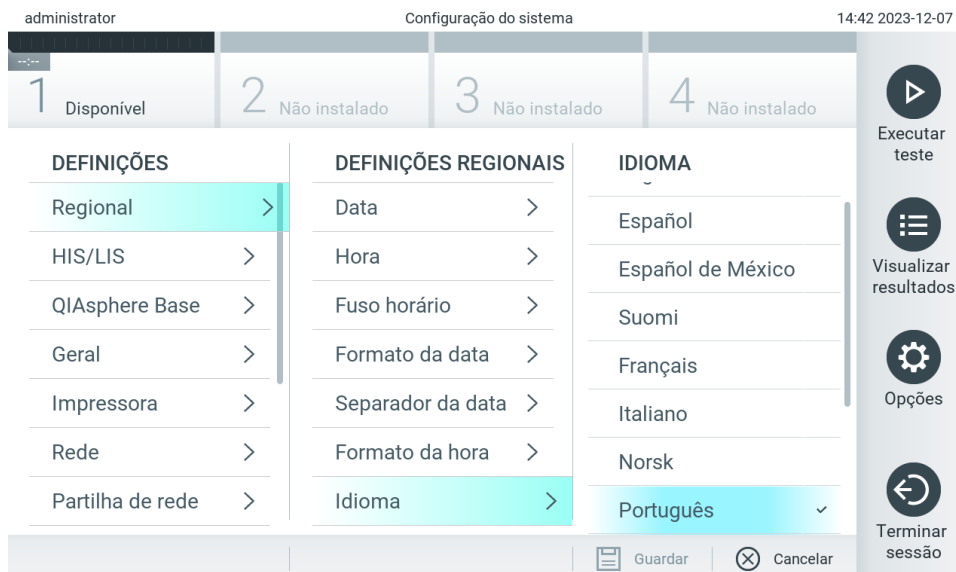 administrator
Configuração do sistema
14:42 2023-12-07
--:--
1 Disponível
2 Não instalado
3 Não instalado
4 Não instalado
DEFINIÇÕES
Regional
HIS/LIS
QIAsphere Base
Geral
Impressora
Rede
Partilha de rede
DEFINIÇÕES REGIONAIS
Data
Hora
Fuso horário
Formato da data
Separador da data
Formato da hora
Idioma
IDIOMA
Español
Español de México
Suomi
Français
Italiano
Norsk
Português
Guardar
Cancelar
Executar
teste
Visualizar
resultados
Opções
Terminar
sessão